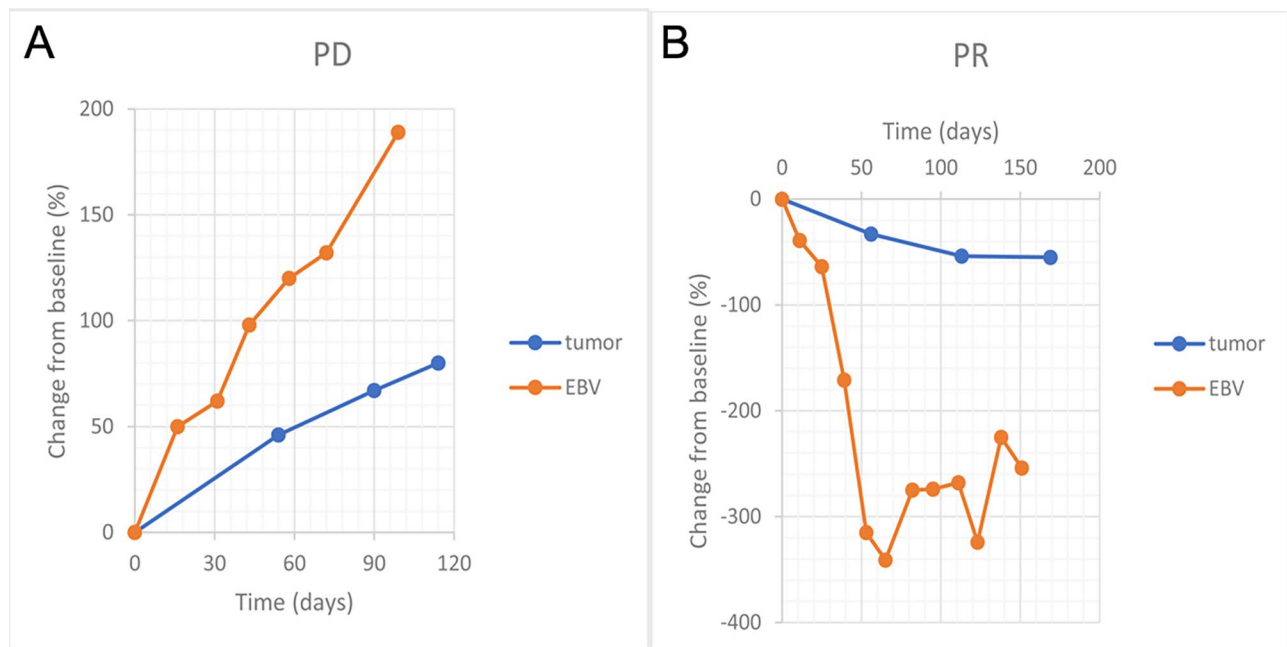 A
PD
200
150
100
50
0
0 30 60 90 120
Change from baseline (%)
Time (days)
tumor
EBV
B
PR
Time (days)
0 50 100 150 200
0
-100
-200
-300
-400
Change from baseline (%)
tumor
EBV